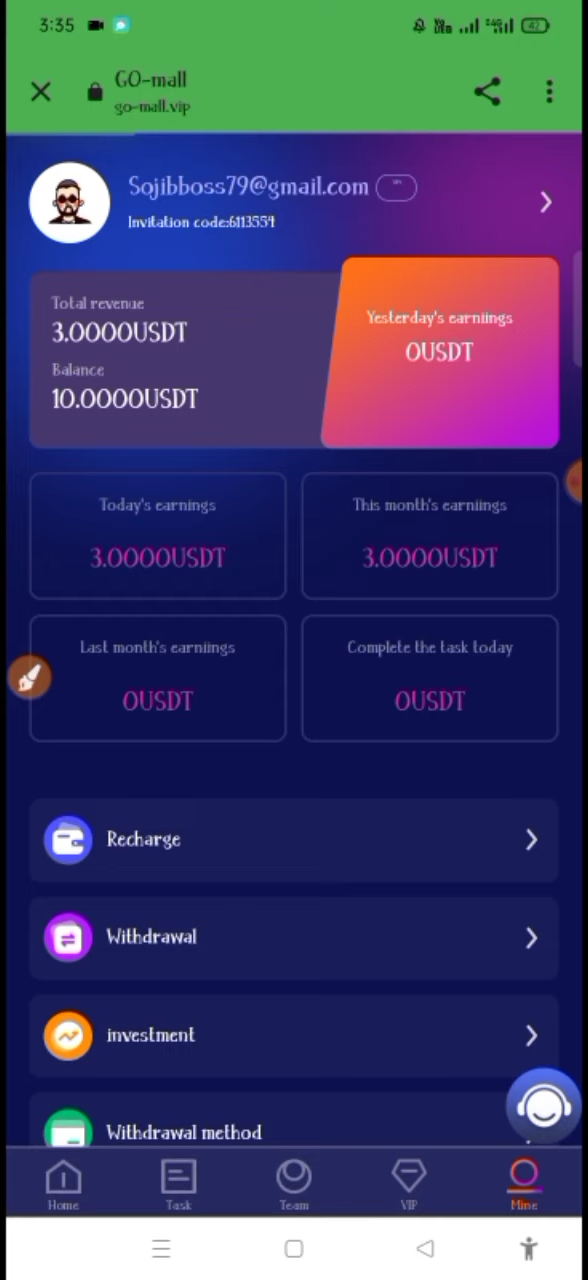 3:35
42
GO-mall
go-mall.vip
Sojibboss79@gmail.com
Invitation code:6113559
Total revenue
3.0000USDT
Balance
10.0000USDT
Yesterday's earniings
0USDT
Today's earnings
3.0000USDT
This month's earniings
3.0000USDT
Last month's earniings
0USDT
Complete the task today
0USDT
Recharge
Withdrawal
investment
Withdrawal method
Home
Task
Team
VIP
Mine